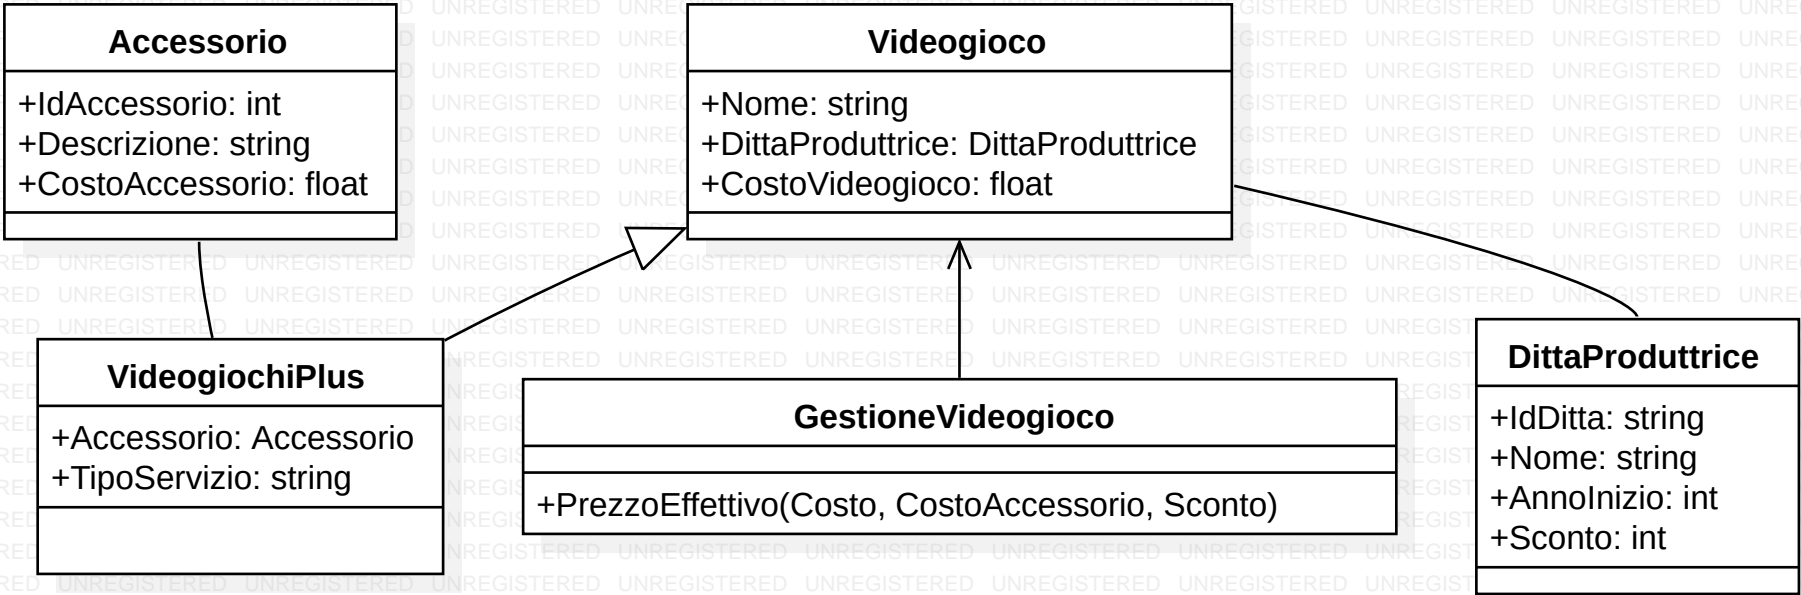 Accessorio
+IdAccessorio: int
+Descrizione: string
+CostoAccessorio: float
Videogioco
+Nome: string
+DittaProduttrice: DittaProduttrice
+CostoVideogioco: float
VideogiochiPlus
+Accessorio: Accessorio
+TipoServizio: string
GestioneVideogioco
+PrezzoEffettivo(Costo, CostoAccessorio, Sconto)
DittaProduttrice
+IdDitta: string
+Nome: string
+AnnoInizio: int
+Sconto: int
UNREGISTERED